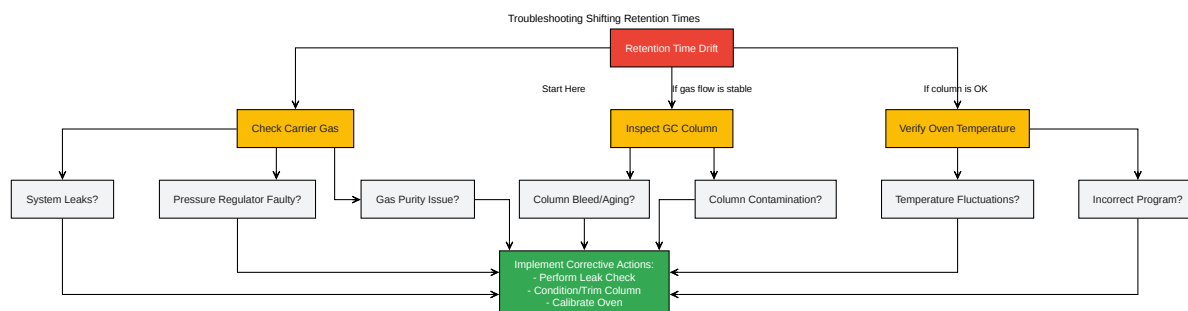 Troubleshooting Shifting Retention Times
Retention Time Drift
Start Here
If gas flow is stable
If column is OK
Check Carrier Gas
Inspect GC Column
Verify Oven Temperature
System Leaks?
Pressure Regulator Faulty?
Gas Purity Issue?
Column Bleed/Aging?
Column Contamination?
Temperature Fluctuations?
Incorrect Program?
Implement Corrective Actions:
- Perform Leak Check
- Condition/Trim Column
- Calibrate Oven